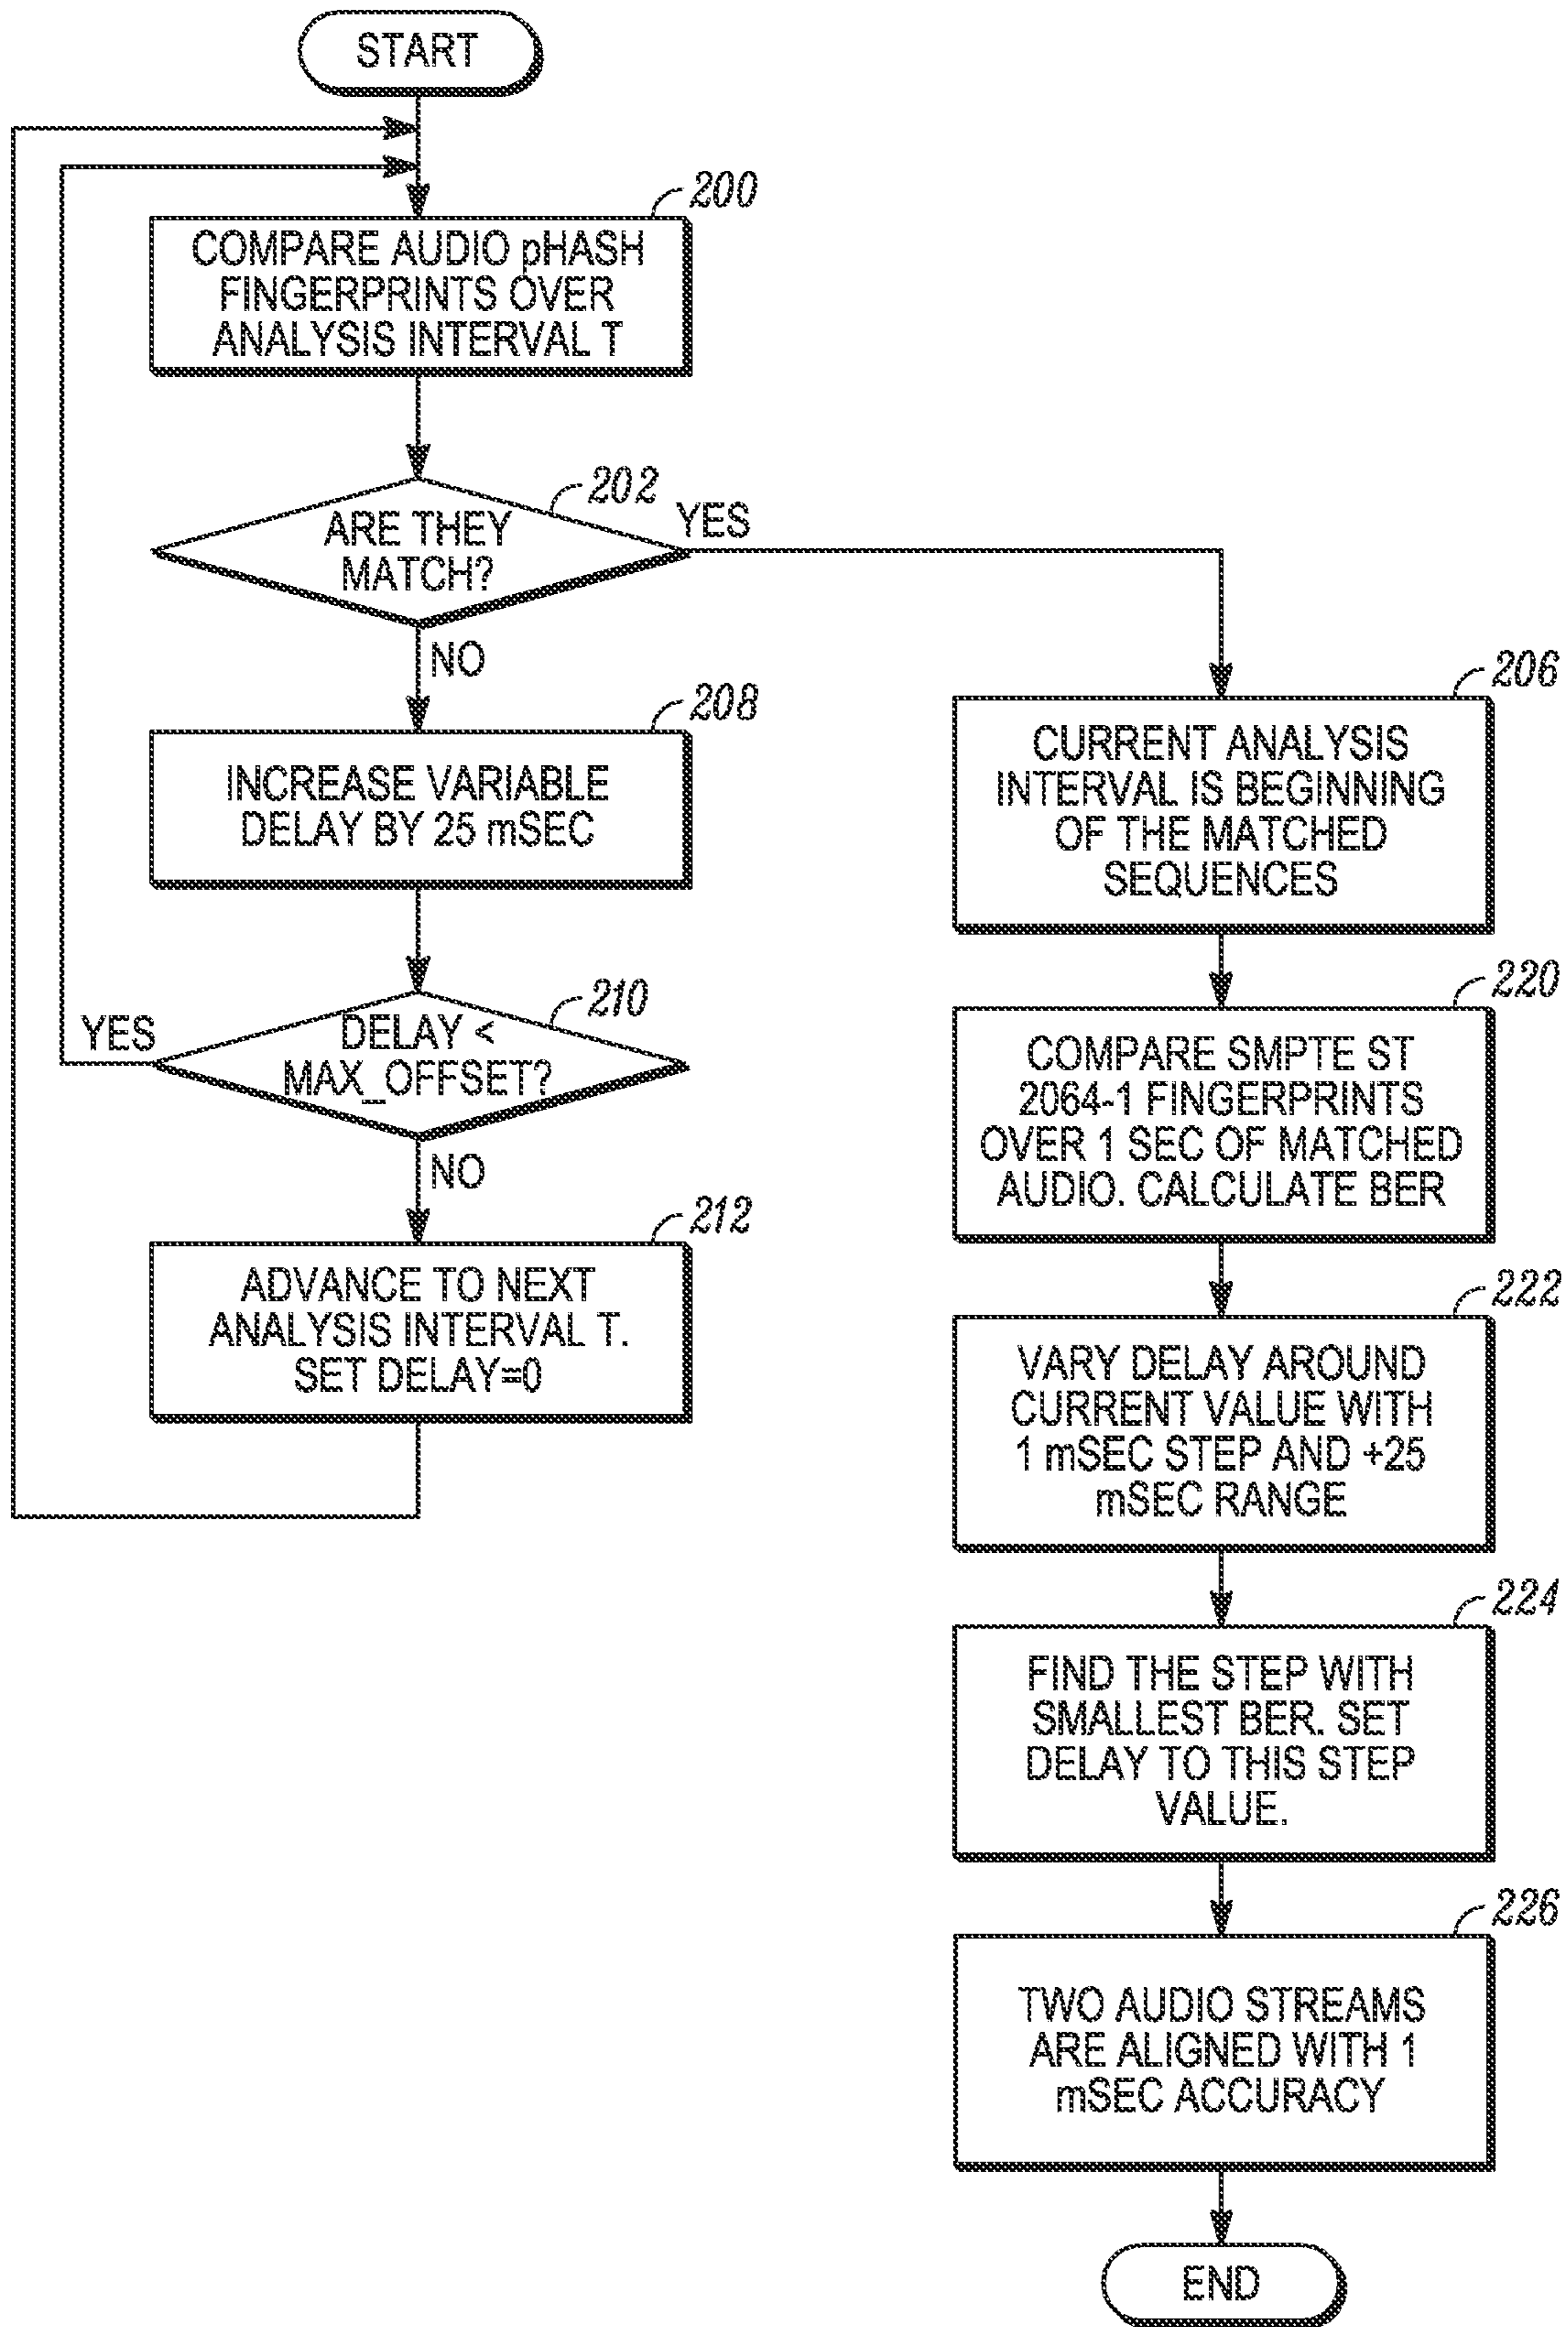 START
200
COMPARE AUDIO pHASH
FINGERPRINTS OVER
ANALYSIS INTERVAL T
202
ARE THEY
MATCH?
YES
NO
208
INCREASE VARIABLE
DELAY BY 25 mSEC
210
DELAY <
MAX_OFFSET?
YES
NO
212
ADVANCE TO NEXT
ANALYSIS INTERVAL T.
SET DELAY=0
206
CURRENT ANALYSIS
INTERVAL IS BEGINNING
OF THE MATCHED
SEQUENCES
220
COMPARE SMPTE ST
2064-1 FINGERPRINTS
OVER 1 SEC OF MATCHED
AUDIO. CALCULATE BER
222
VARY DELAY AROUND
CURRENT VALUE WITH
1 mSEC STEP AND +25
mSEC RANGE
224
FIND THE STEP WITH
SMALLEST BER. SET
DELAY TO THIS STEP
VALUE.
226
TWO AUDIO STREAMS
ARE ALIGNED WITH 1
mSEC ACCURACY
END